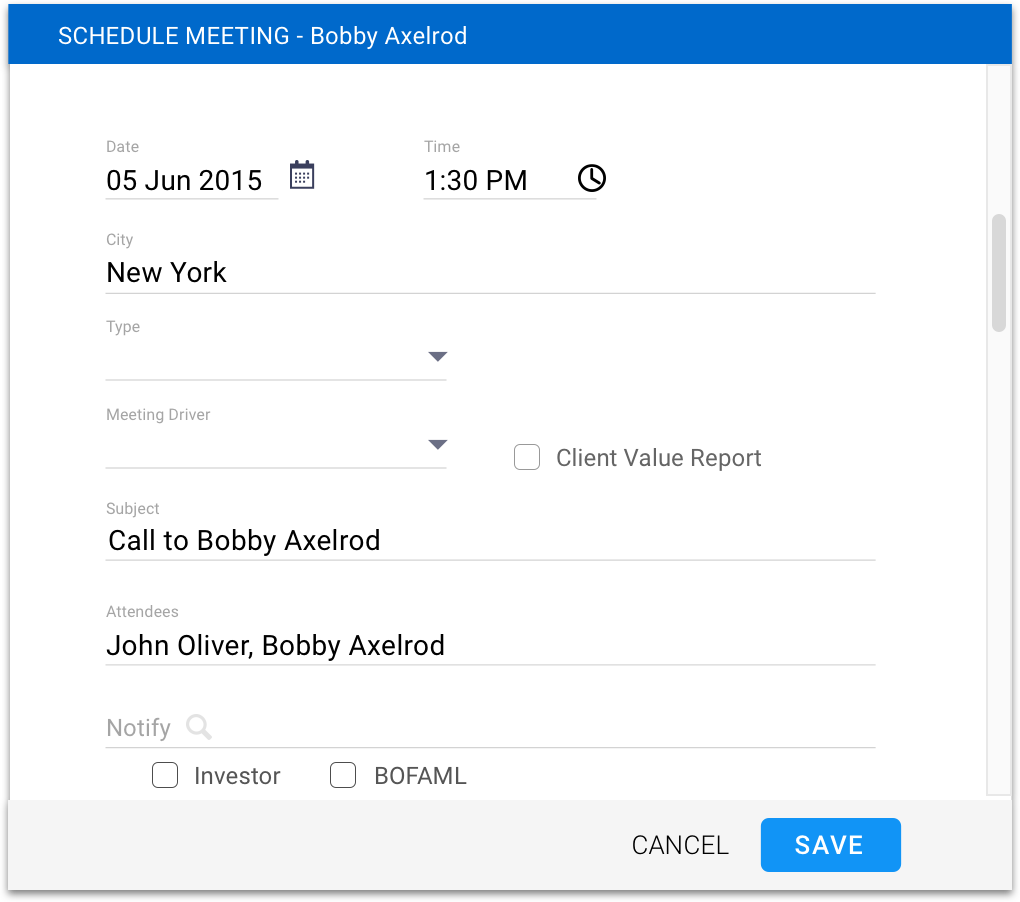 SCHEDULE MEETING - Bobby Axelrod
Date
Time
05 Jun 2015
1:30 PM
City
New York
Type
Meeting Driver
Client Value Report
Subject
Call to Bobby Axelrod
Attendees
John Oliver, Bobby Axelrod
Notify
Investor
BOFAML
CANCEL
SAVE